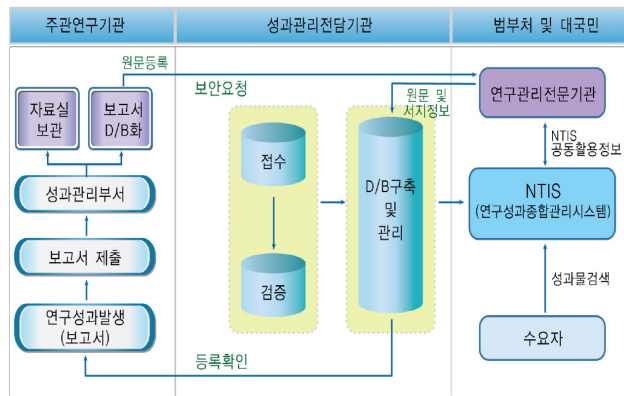 주관연구기관
성과관리전담기관
범부처 및 대국민
원문등록
보안요청
자료실
보관
보고서
D/B화
원문 및
서지정보
연구관리전문기관
접수
D/B구축
및
관리
NTIS
공동활용정보
성과관리부서
NTIS
(연구성과종합관리시스템)
보고서 제출
검증
성과물검색
연구성과발생
(보고서)
수요자
등록확인